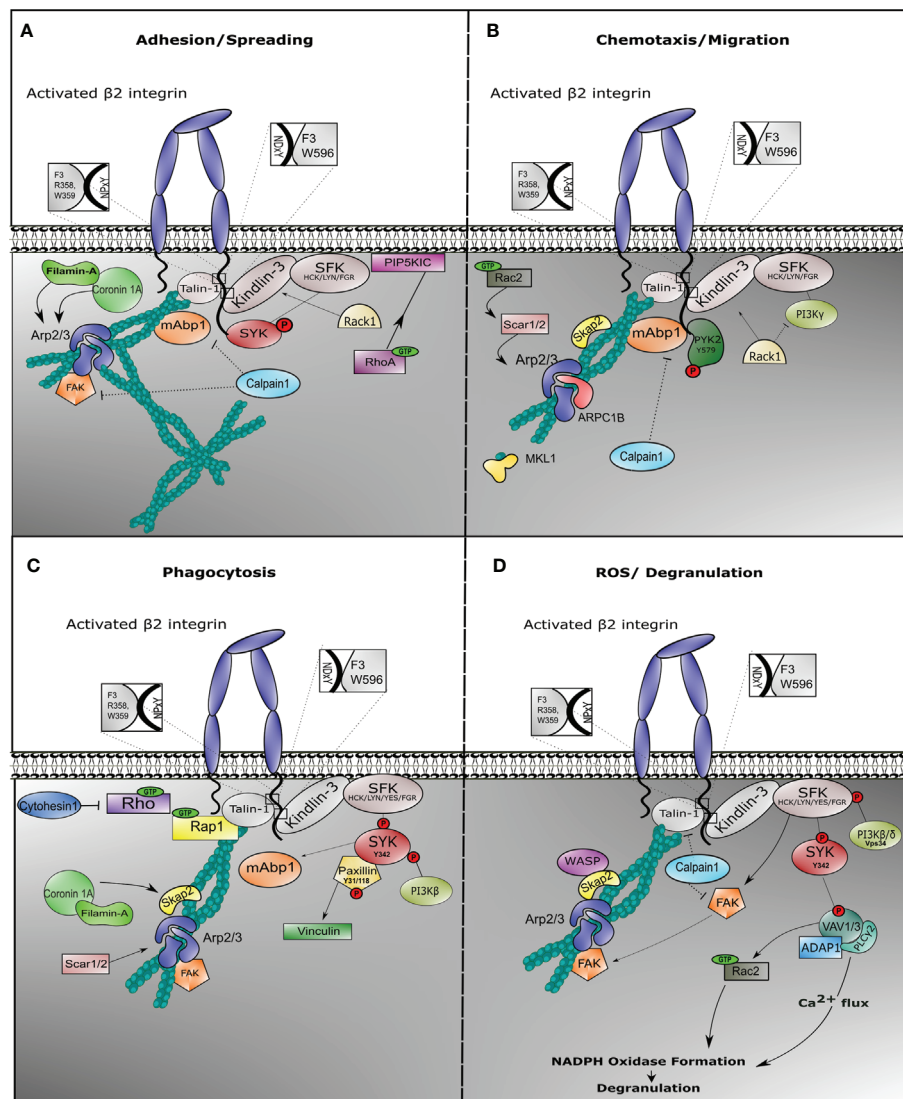 A
Adhesion/Spreading
Activated β2 integrin
NDxY
F3
W596
F3
R358,
W359
NPxY
Filamin-A
Coronin 1A
Talin-1
Kindlin-3
SFK
HCK/LYN/FGR
PIP5KIC
Arp2/3
mAbp1
SYK
P
Rack1
GTP
RhoA
FAK
Calpain1
B
Chemotaxis/Migration
Activated β2 integrin
NDxY
F3
W596
F3
R358,
W359
NPxY
GTP
Rac2
Talin-1
Kindlin-3
SFK
HCK/LYN/FGR
PI3Kγ
Scar1/2
Skap2
mAbp1
PYK2
Y579
P
Rack1
Arp2/3
ARPC1B
MKL1
Calpain1
C
Phagocytosis
Activated β2 integrin
NDxY
F3
W596
F3
R358,
W359
NPxY
Cytohesin1
GTP
Rho
GTP
Rap1
Talin-1
Kindlin-3
SFK
HCK/LYN/YES/FGR
P
SYK
Y342
P
mAbp1
Paxillin
Y31/118
P
PI3Kβ
Coronin 1A
Filamin-A
Skap2
Vinculin
Arp2/3
Scar1/2
FAK
D
ROS/ Degranulation
Activated β2 integrin
NDxY
F3
W596
F3
R358,
W359
NPxY
Talin-1
Kindlin-3
SFK
HCK/LYN/YES/FGR
P
PI3Kβ/δ
Vps34
P
SYK
Y342
WASP
Skap2
Calpain1
FAK
Arp2/3
P
VAV1/3
PLCγ2
ADAP1
FAK
GTP
Rac2
Ca2+ flux
NADPH Oxidase Formation
Degranulation